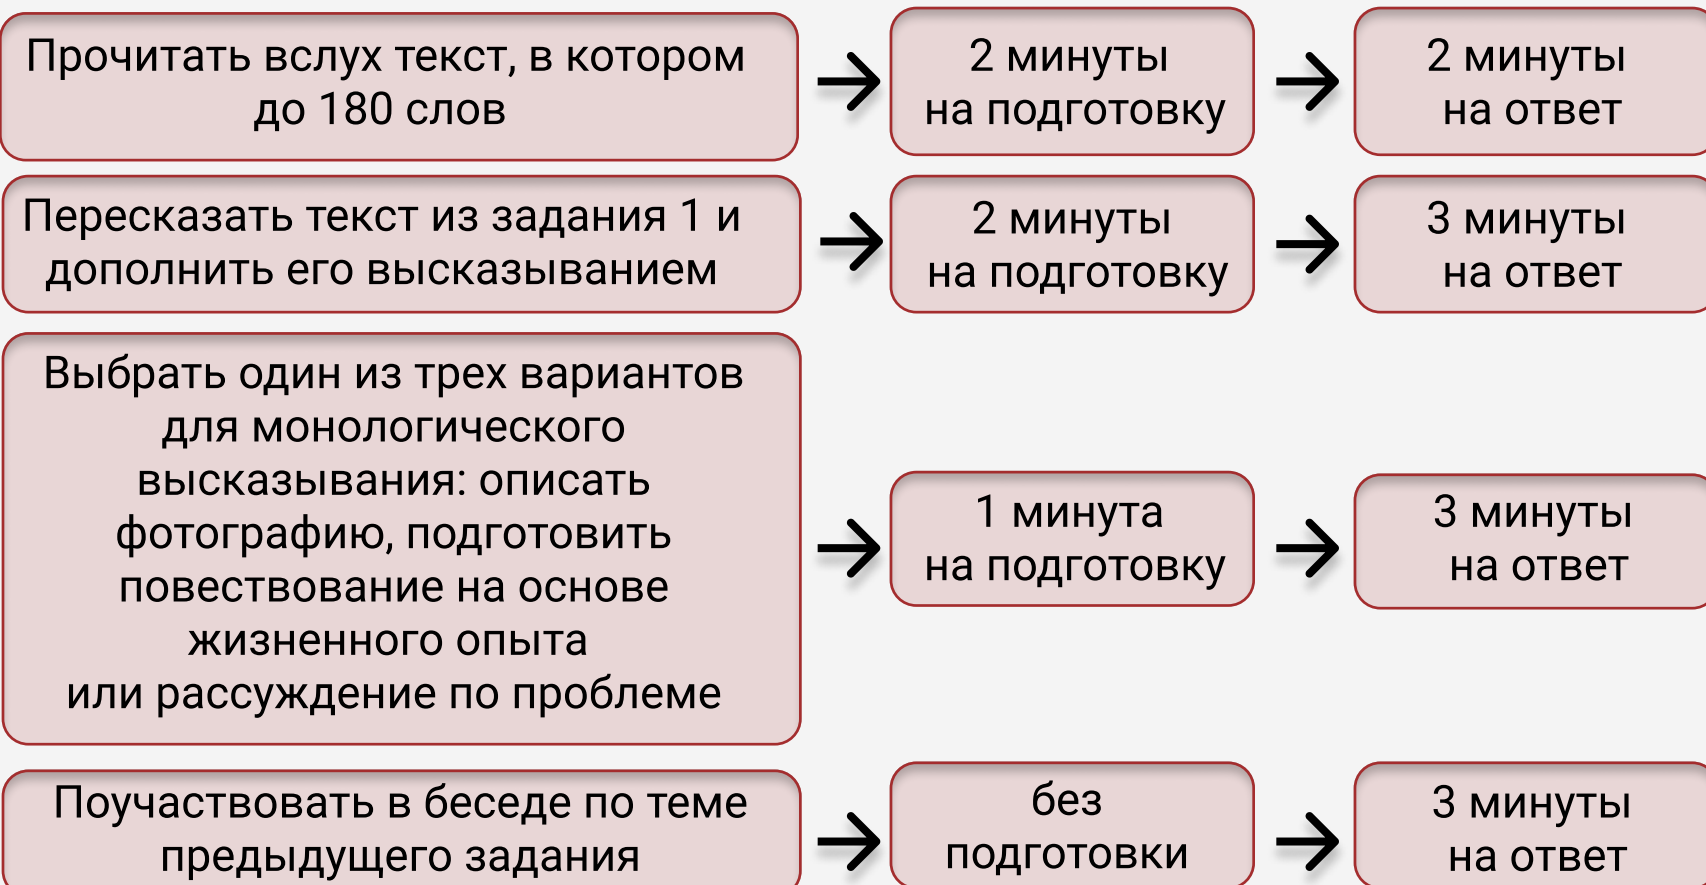 Прочитать вслух текст, в котором
до 180 слов
2 минуты
на подготовку
2 минуты
на ответ
Пересказать текст из задания 1 и
дополнить его высказыванием
2 минуты
на подготовку
3 минуты
на ответ
Выбрать один из трех вариантов
для монологического
высказывания: описать
фотографию, подготовить
повествование на основе
жизненного опыта
или рассуждение по проблеме
1 минута
на подготовку
3 минуты
на ответ
Поучаствовать в беседе по теме
предыдущего задания
без
подготовки
3 минуты
на ответ